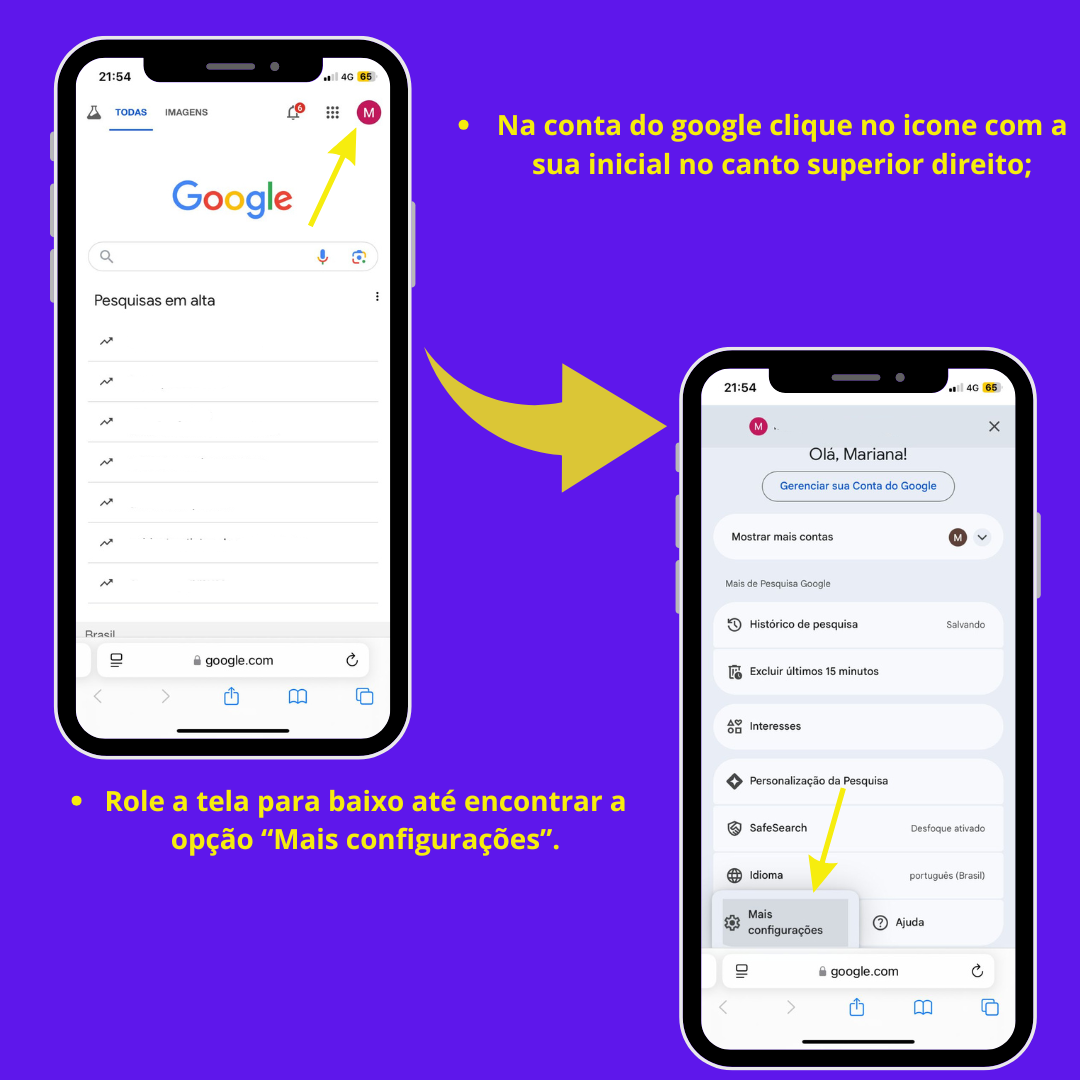 21:54
4G 65
TODAS IMAGENS
6
M
Google
Pesquisas em alta
Brasil
google.com
• Na conta do google clique no icone com a
sua inicial no canto superior direito;
• Role a tela para baixo até encontrar a
opção “Mais configurações”.
21:54
4G 65
M
Olá, Mariana!
Gerenciar sua Conta do Google
Mostrar mais contas M
Mais de Pesquisa Google
Histórico de pesquisa Salvando
Excluir últimos 15 minutos
Interesses
Personalização da Pesquisa
SafeSearch Desfoque ativado
Idioma português (Brasil)
Mais
configurações
Ajuda
google.com